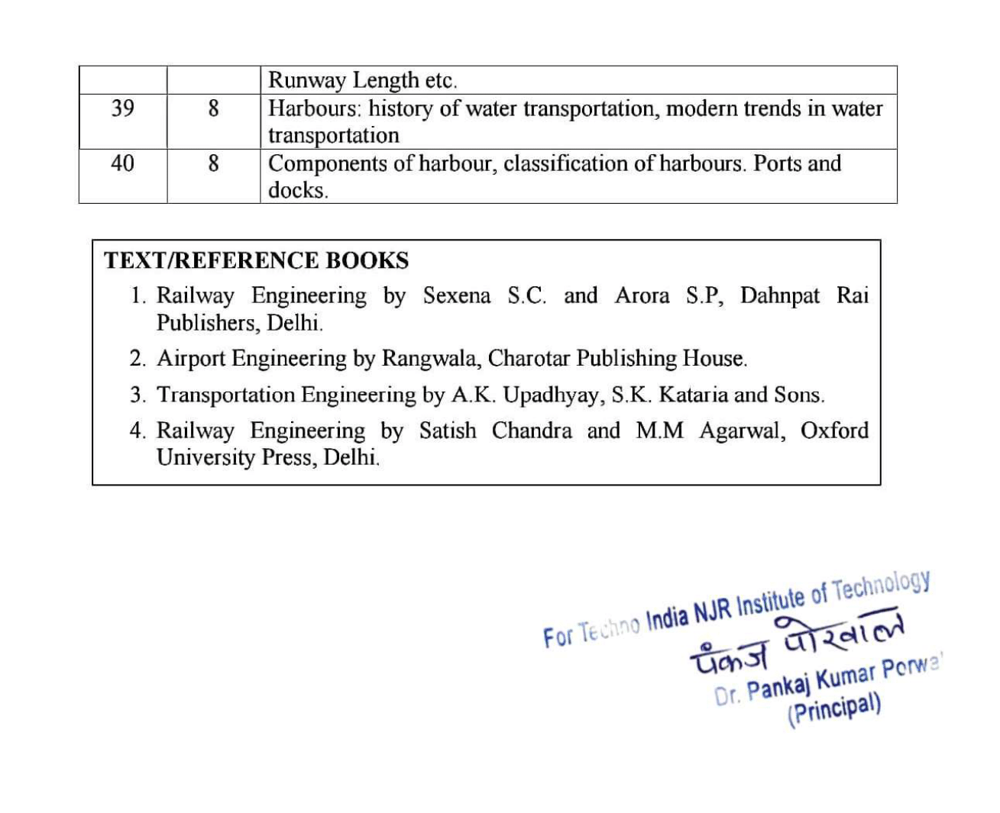 Runway Length etc.
39 8 Harbours: history of water transportation, modern trends in water
transportation
40 8 Components of harbour, classification of harbours. Ports and
docks.
TEXT/REFERENCE BOOKS
1. Railway Engineering by Sexena S.C. and Arora S.P, Dahnpat Rai
Publishers, Delhi.
2. Airport Engineering by Rangwala, Charotar Publishing House.
3. Transportation Engineering by A.K. Upadhyay, S.K. Kataria and Sons.
4. Railway Engineering by Satish Chandra and M.M Agarwal, Oxford
University Press, Delhi.
For Techno India NJR Institute of Technology
पंकज पोरवाल
Dr. Pankaj Kumar Porwal
(Principal)